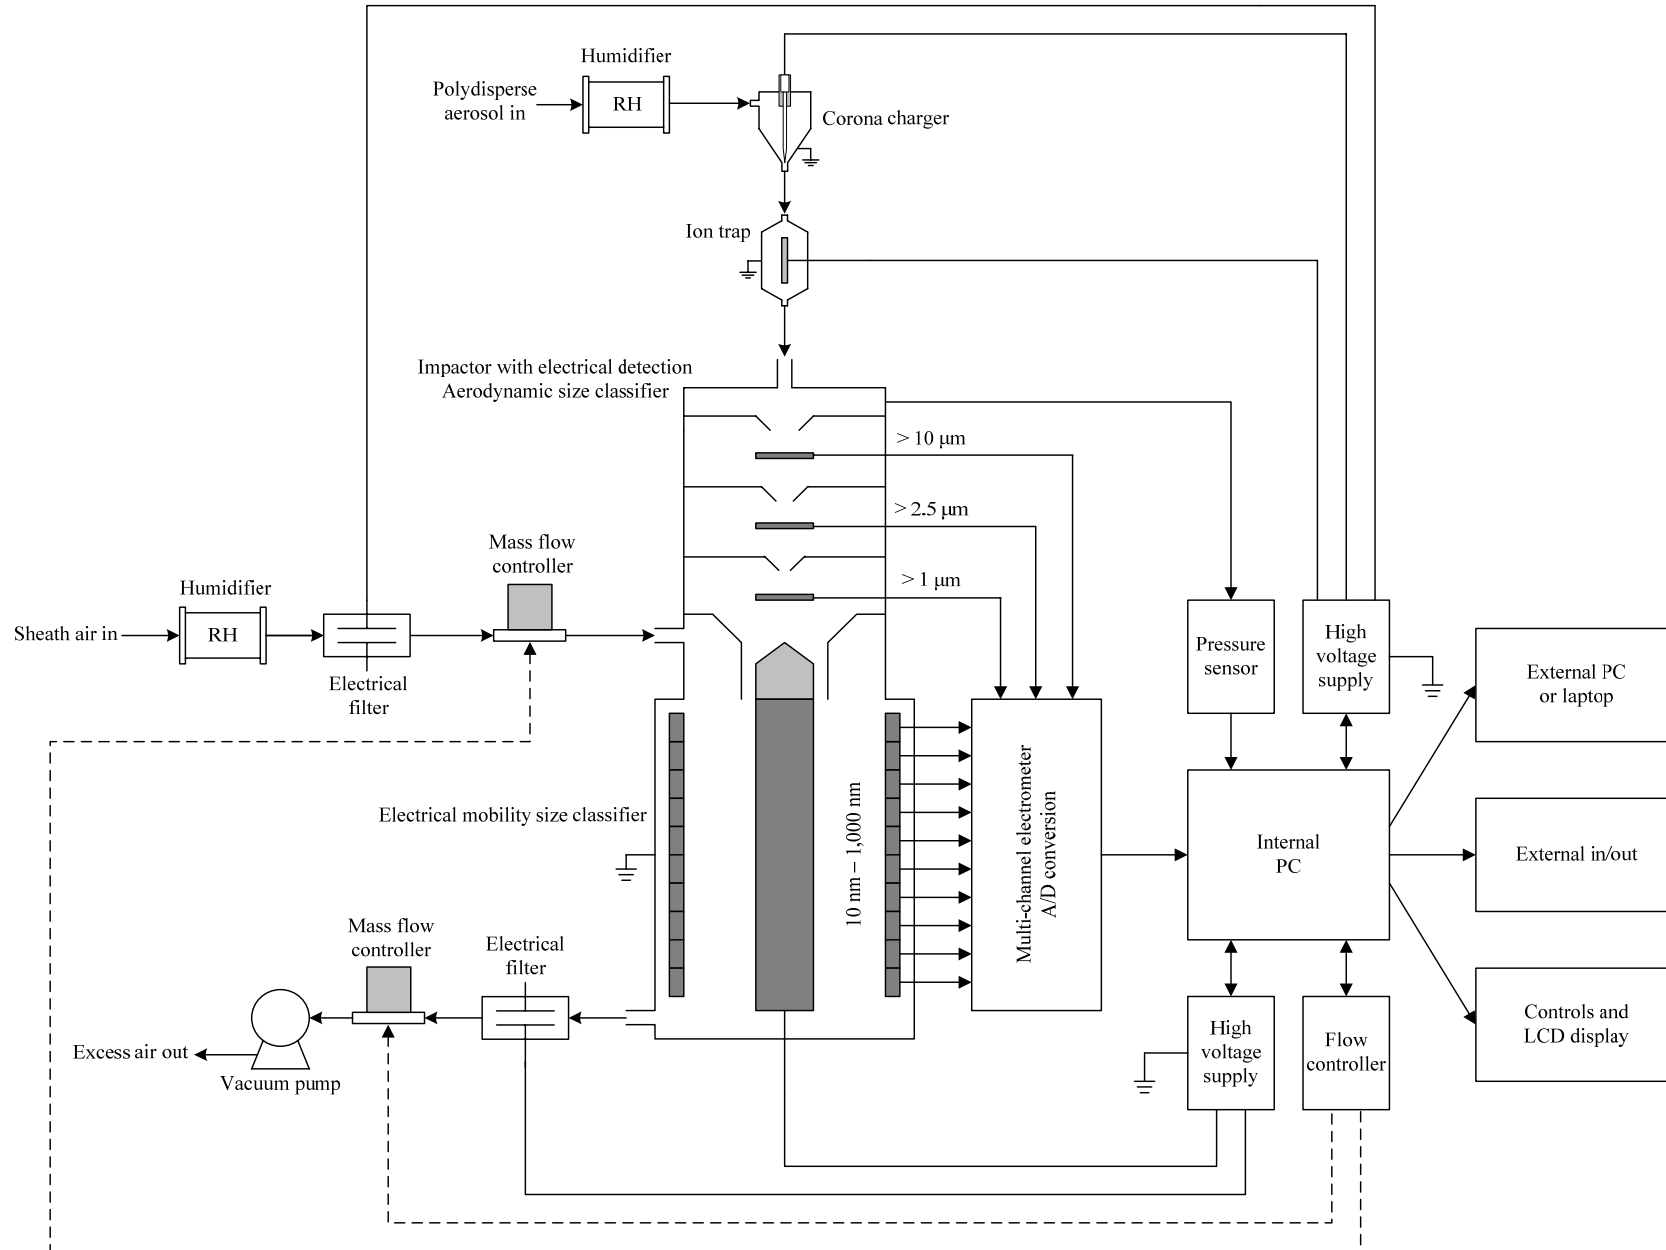 Humidifier
Polydisperse
aerosol in
RH
Corona charger
Ion trap
Impactor with electrical detection
Aerodynamic size classifier
> 10 μm
> 2.5 μm
> 1 μm
Mass flow
controller
Humidifier
Sheath air in
RH
Electrical
filter
Pressure
sensor
High
voltage
supply
External PC
or laptop
Electrical mobility size classifier
10 nm – 1,000 nm
Multi-channel electrometer
A/D conversion
Internal
PC
External in/out
Mass flow
controller
Electrical
filter
Excess air out
Vacuum pump
High
voltage
supply
Flow
controller
Controls and
LCD display